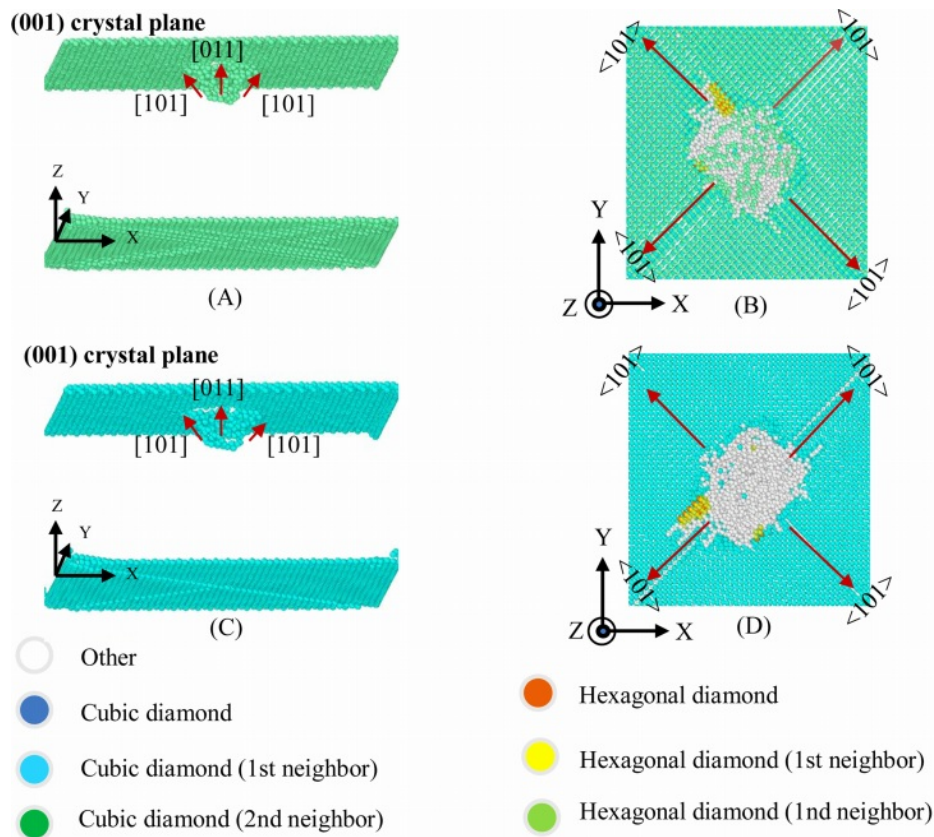 (001) crystal plane
[011]
[101] [101]
Z
Y
X
(A)
<101> <101>
<101> <101>
Y
Z X
(B)
(001) crystal plane
[011]
[101] [101]
Z
Y
X
(C)
<101> <101>
<101> <101>
Y
Z X
(D)
Other
Cubic diamond
Cubic diamond (1st neighbor)
Cubic diamond (2nd neighbor)
Hexagonal diamond
Hexagonal diamond (1st neighbor)
Hexagonal diamond (1nd neighbor)